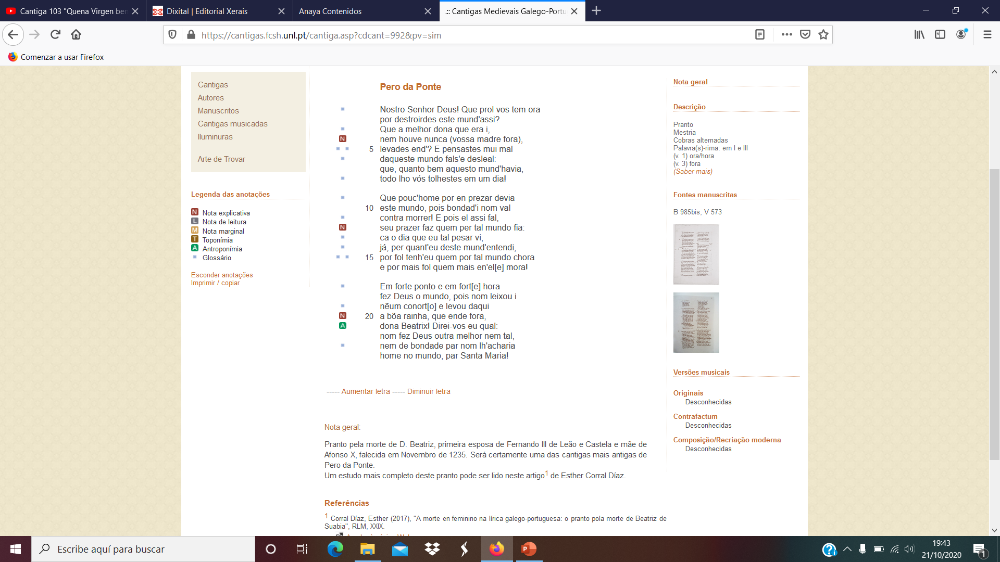 Cantiga 103 "Quena Virgen ben
Dixital | Editorial Xerais
Anaya Contenidos
.:: Cantigas Medievais Galego-Portu
https://cantigas.fcsh.unl.pt/cantiga.asp?cdcant=992&pv=sim
Comenzar a usar Firefox
Cantigas
Autores
Manuscritos
Cantigas musicadas
Iluminuras
Arte de Trovar
Legenda das anotações
N Nota explicativa
L Nota de leitura
M Nota marginal
T Toponímia
A Antroponímia
Glossário
Esconder anotações
Imprimir / copiar
Pero da Ponte
Nostro Senhor Deus! Que prol vos tem ora
por destroirdes este mund'assi?
Que a melhor dona que era i,
N nem houve nunca (vossa madre fora),
5 levades end'? E pensastes mui mal
daqueste mundo fals'e desleal:
que, quanto bem aquesto mund'havia,
todo lho vós tolhestes em um dia!
Que pouc'home por en prezar devia
10 este mundo, pois bondad'i nom val
contra morrer! E pois el assi fal,
N seu prazer faz quem per tal mundo fia:
ca o dia que eu tal pesar vi,
já, per quant'eu deste mund'entendi,
15 por fol tenh'eu quem por tal mundo chora
e por mais fol quem mais en'el[e] mora!
Em forte ponto e em fort[e] hora
fez Deus o mundo, pois nom leixou i
nẽum conort[o] e levou daqui
N 20 a bõa rainha, que ende fora,
A dona Beatrix! Direi-vos eu qual:
nom fez Deus outra melhor nem tal,
nem de bondade par nom lh'acharia
home no mundo, par Santa Maria!
----- Aumentar letra ----- Diminuir letra
Nota geral:
Pranto pela morte de D. Beatriz, primeira esposa de Fernando III de Leão e Castela e mãe de
Afonso X, falecida em Novembro de 1235. Será certamente uma das cantigas mais antigas de
Pero da Ponte.
Um estudo mais completo deste pranto pode ser lido neste artigo1 de Esther Corral Díaz.
Referências
1 Corral Díaz, Esther (2017), "A morte en feminino na lírica galego-portuguesa: o pranto pola morte de Beatriz de
Suabia", RLM, XXIX.
Nota geral
Descrição
Pranto
Mestria
Cobras alternadas
Palavra(s)-rima: em I e III
(v. 1) ora/hora
(v. 3) fora
(Saber mais)
Fontes manuscritas
B 985bis, V 573
Versões musicais
Originais
Desconhecidas
Contrafactum
Desconhecidas
Composição/Recriação moderna
Desconhecidas
Escribe aquí para buscar
19:43
21/10/2020
1